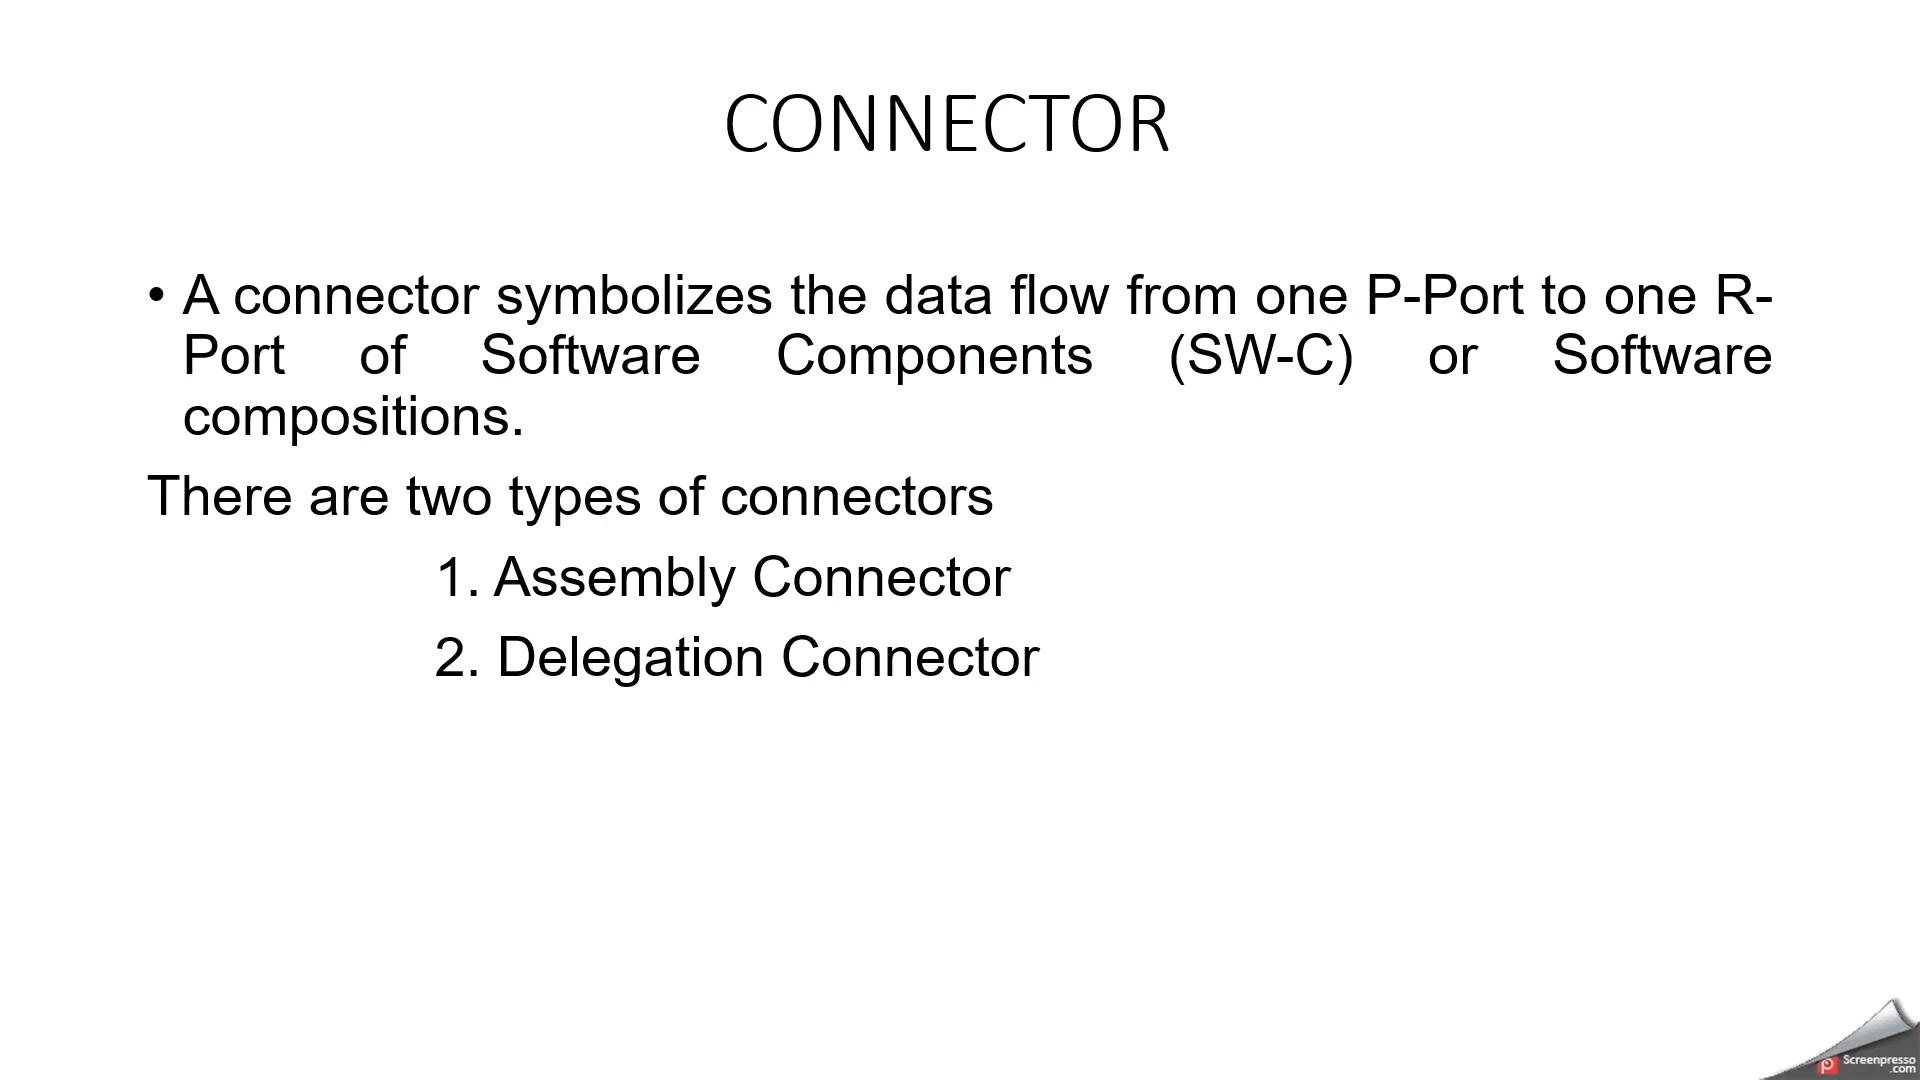 CONNECTOR
• A connector symbolizes the data flow from one P-Port to one R-
Port of Software Components (SW-C) or Software
compositions.
There are two types of connectors
1. Assembly Connector
2. Delegation Connector
Screenpresso
.com